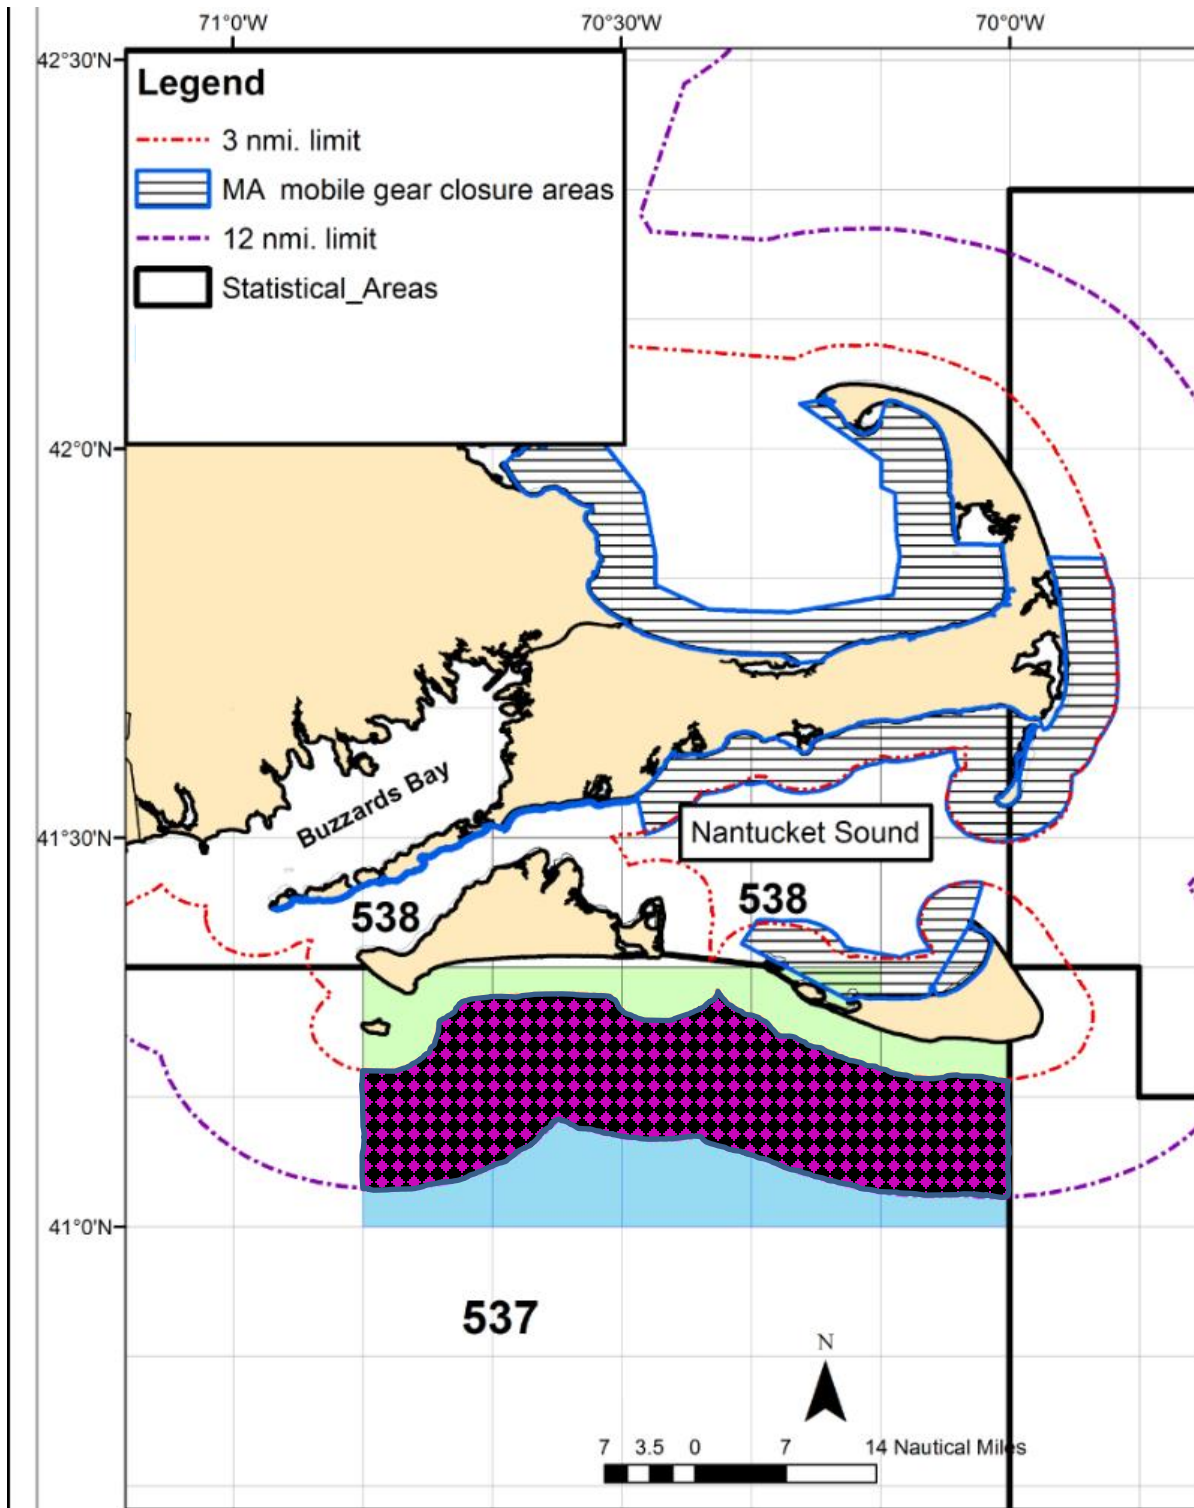 71°0'W
70°30'W
70°0'W
42°30'N
Legend
3 nmi. limit
MA mobile gear closure areas
12 nmi. limit
Statistical_Areas
42°0'N
Buzzards Bay
41°30'N
Nantucket Sound
538
538
41°0'N
537
N
7 3.5 0 7 14 Nautical Miles